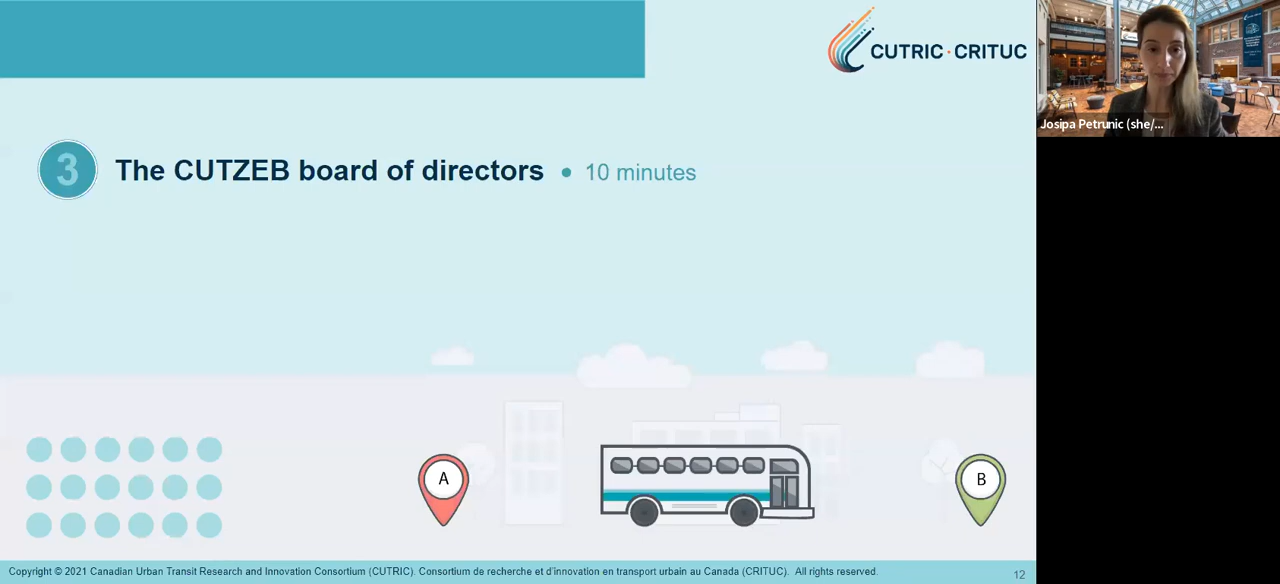 CUTRIC·CRITUC
Josipa Petrunic (she/...
3
The CUTZEB board of directors • 10 minutes
A
B
Copyright © 2021 Canadian Urban Transit Research and Innovation Consortium (CUTRIC). Consortium de recherche et d'innovation en transport urbain au Canada (CRITUC). All rights reserved.
12